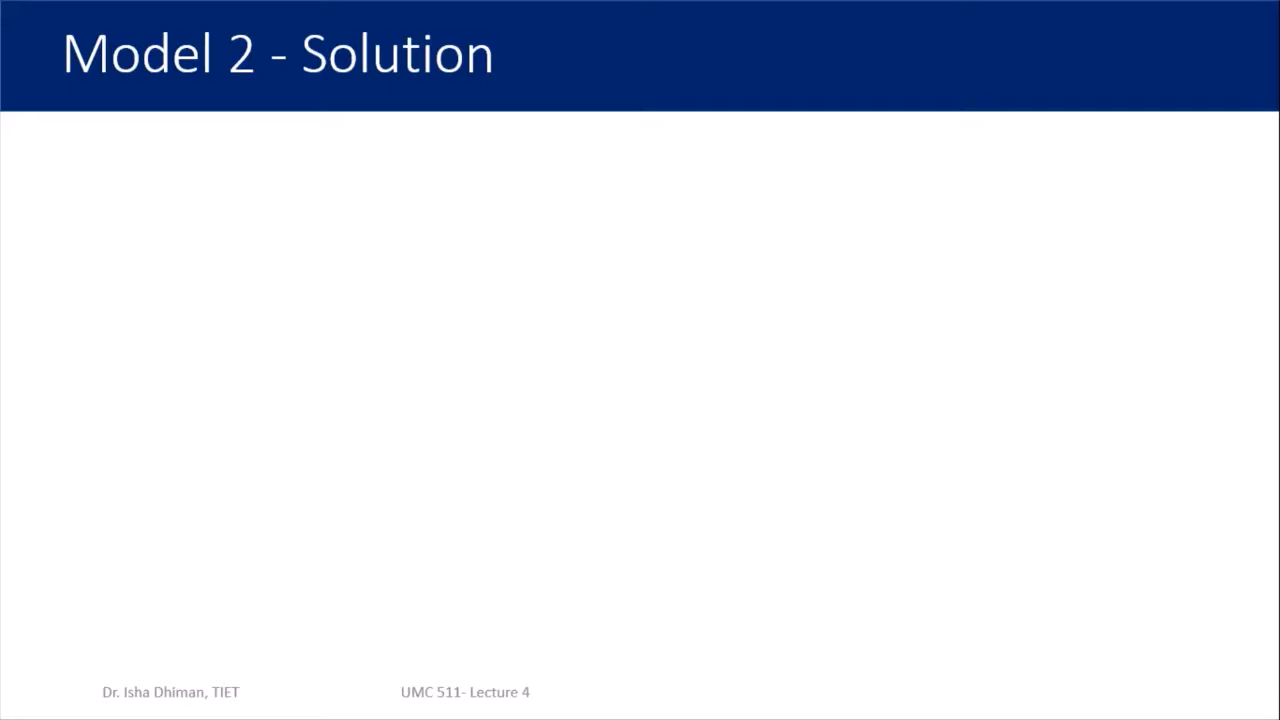 Model 2 - Solution
Dr. Isha Dhiman, TIET
UMC 511- Lecture 4